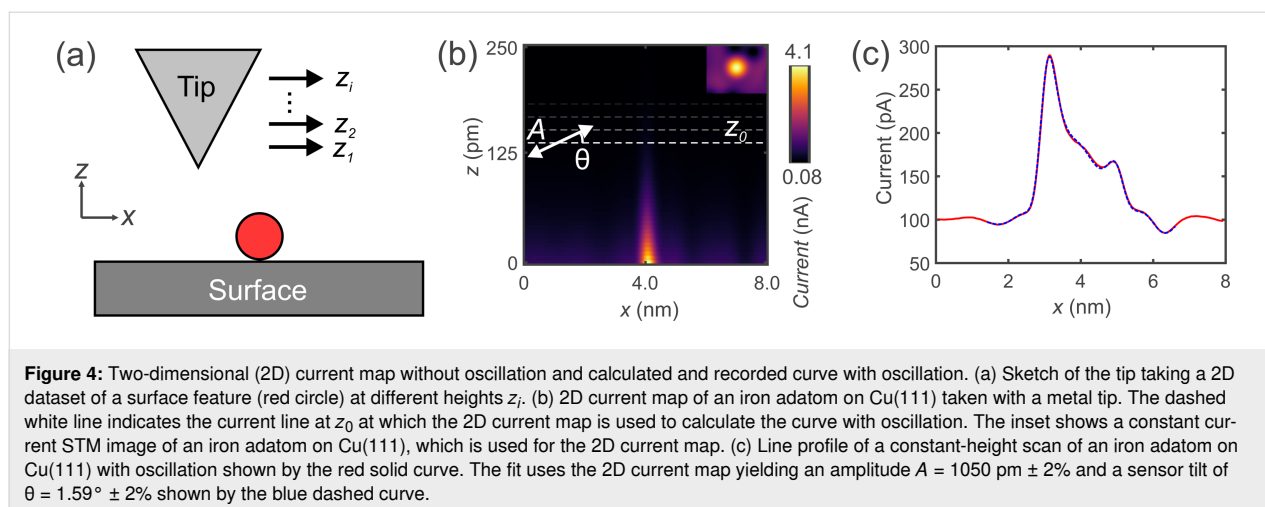 (a)
Tip
zi
⋮
z2
z1
z
x
Surface
(b)
250
125
0
z (pm)
A
θ
z0
0
4.0
8.0
x (nm)
4.1
0.08
Current (nA)
(c)
300
250
200
150
100
50
Current (pA)
0
2
4
6
8
x (nm)
Figure 4: Two-dimensional (2D) current map without oscillation and calculated and recorded curve with oscillation. (a) Sketch of the tip taking a 2D
dataset of a surface feature (red circle) at different heights zi. (b) 2D current map of an iron adatom on Cu(111) taken with a metal tip. The dashed
white line indicates the current line at z0 at which the 2D current map is used to calculate the curve with oscillation. The inset shows a constant cur-
rent STM image of an iron adatom on Cu(111), which is used for the 2D current map. (c) Line profile of a constant-height scan of an iron adatom on
Cu(111) with oscillation shown by the red solid curve. The fit uses the 2D current map yielding an amplitude A = 1050 pm ± 2% and a sensor tilt of
θ = 1.59° ± 2% shown by the blue dashed curve.